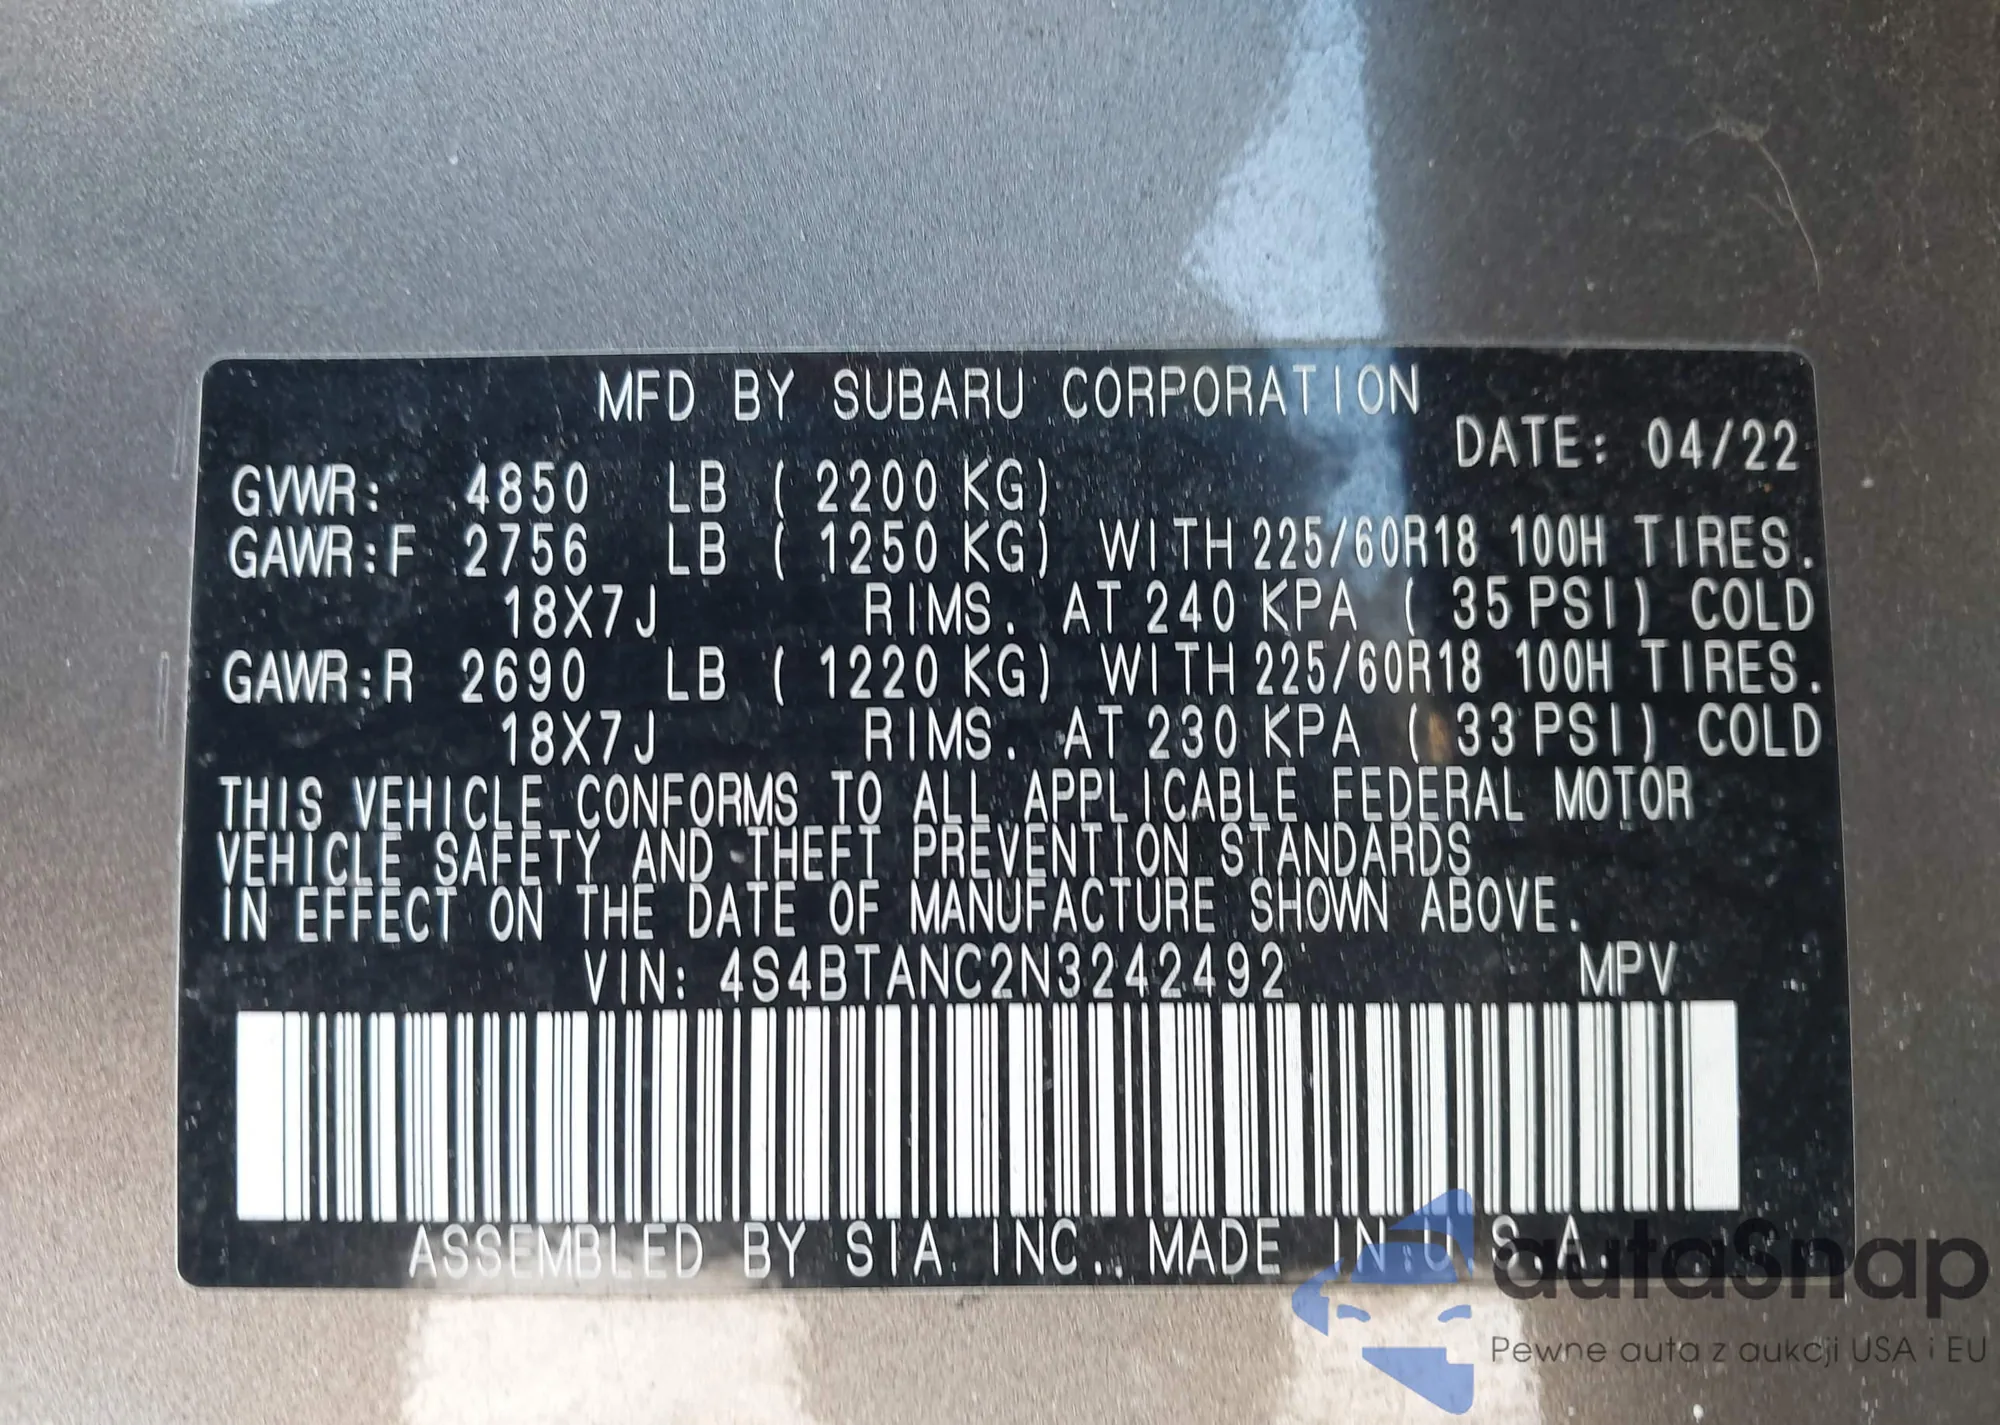 MFD BY SUBARU CORPORATION
DATE: 04/22
GVWR: 4850 LB ( 2200 KG)
GAWR:F 2756 LB ( 1250 KG) WITH 225/60R18 100H TIRES.
18X7J RIMS. AT 240 KPA ( 35 PSI) COLD
GAWR:R 2690 LB ( 1220 KG) WITH 225/60R18 100H TIRES.
18X7J RIMS. AT 230 KPA ( 33 PSI) COLD
THIS VEHICLE CONFORMS TO ALL APPLICABLE FEDERAL MOTOR
VEHICLE SAFETY AND THEFT PREVENTION STANDARDS
IN EFFECT ON THE DATE OF MANUFACTURE SHOWN ABOVE.
VIN: 4S4BTANC2N3242492 MPV
ASSEMBLED BY SIA INC., MADE IN U.S.A.
autaSnap
Pewne auta z aukcji USA i EU